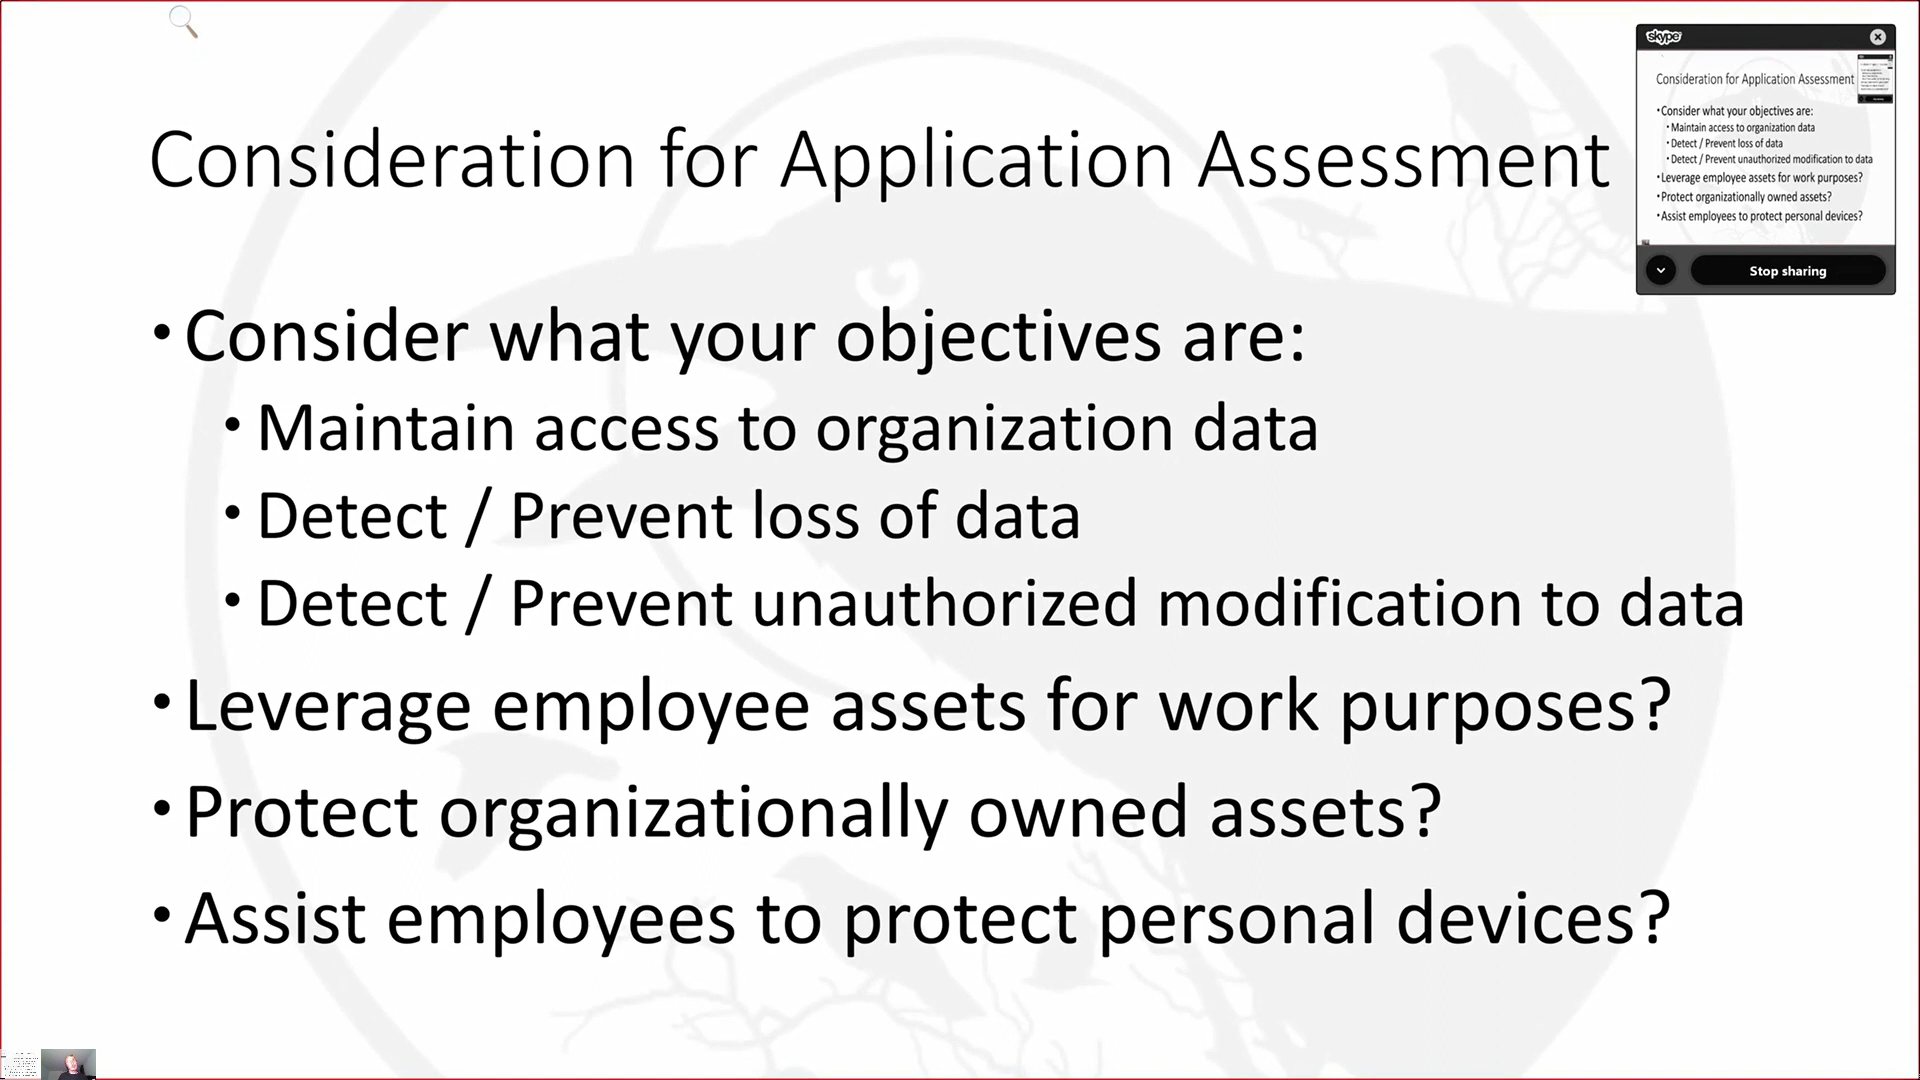 Consideration for Application Assessment
• Consider what your objectives are:
• Maintain access to organization data
• Detect / Prevent loss of data
• Detect / Prevent unauthorized modification to data
• Leverage employee assets for work purposes?
• Protect organizationally owned assets?
• Assist employees to protect personal devices?
skype
Consideration for Application Assessment
• Consider what your objectives are:
• Maintain access to organization data
• Detect / Prevent loss of data
• Detect / Prevent unauthorized modification to data
• Leverage employee assets for work purposes?
• Protect organizationally owned assets?
• Assist employees to protect personal devices?
Stop sharing